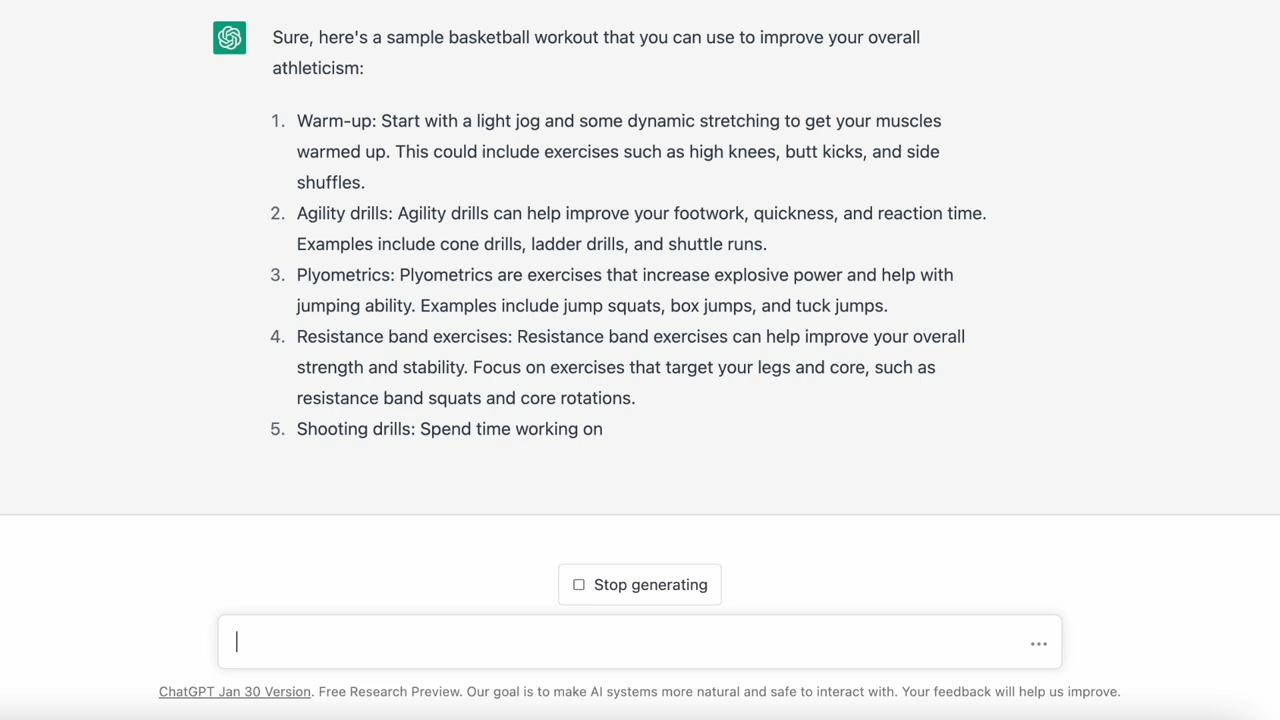 Sure, here's a sample basketball workout that you can use to improve your overall
athleticism:
1. Warm-up: Start with a light jog and some dynamic stretching to get your muscles
warmed up. This could include exercises such as high knees, butt kicks, and side
shuffles.
2. Agility drills: Agility drills can help improve your footwork, quickness, and reaction time.
Examples include cone drills, ladder drills, and shuttle runs.
3. Plyometrics: Plyometrics are exercises that increase explosive power and help with
jumping ability. Examples include jump squats, box jumps, and tuck jumps.
4. Resistance band exercises: Resistance band exercises can help improve your overall
strength and stability. Focus on exercises that target your legs and core, such as
resistance band squats and core rotations.
5. Shooting drills: Spend time working on
Stop generating
ChatGPT Jan 30 Version. Free Research Preview. Our goal is to make AI systems more natural and safe to interact with. Your feedback will help us improve.